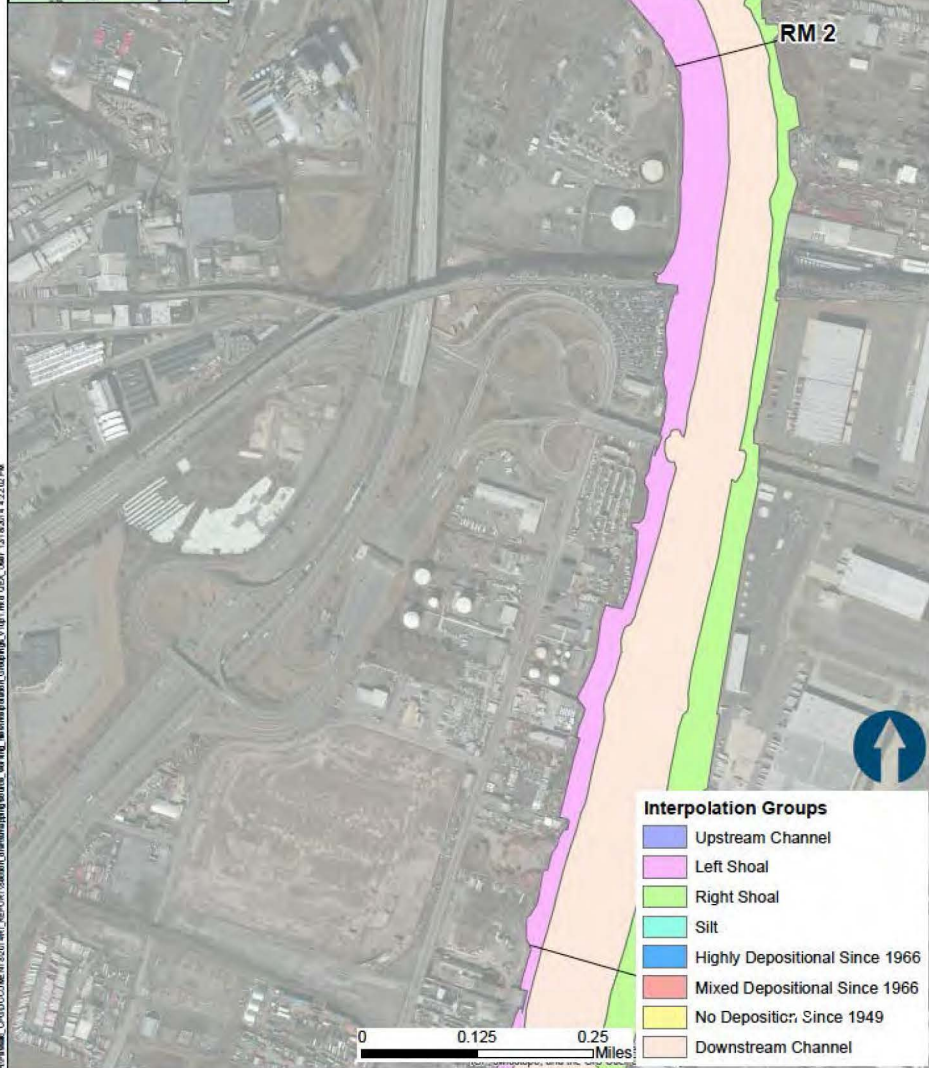 RM 2
Interpolation Groups
Upstream Channel
Left Shoal
Right Shoal
Silt
Highly Depositional Since 1966
Mixed Depositional Since 1966
No Deposition Since 1949
Downstream Channel
0 0.125 0.25
Miles